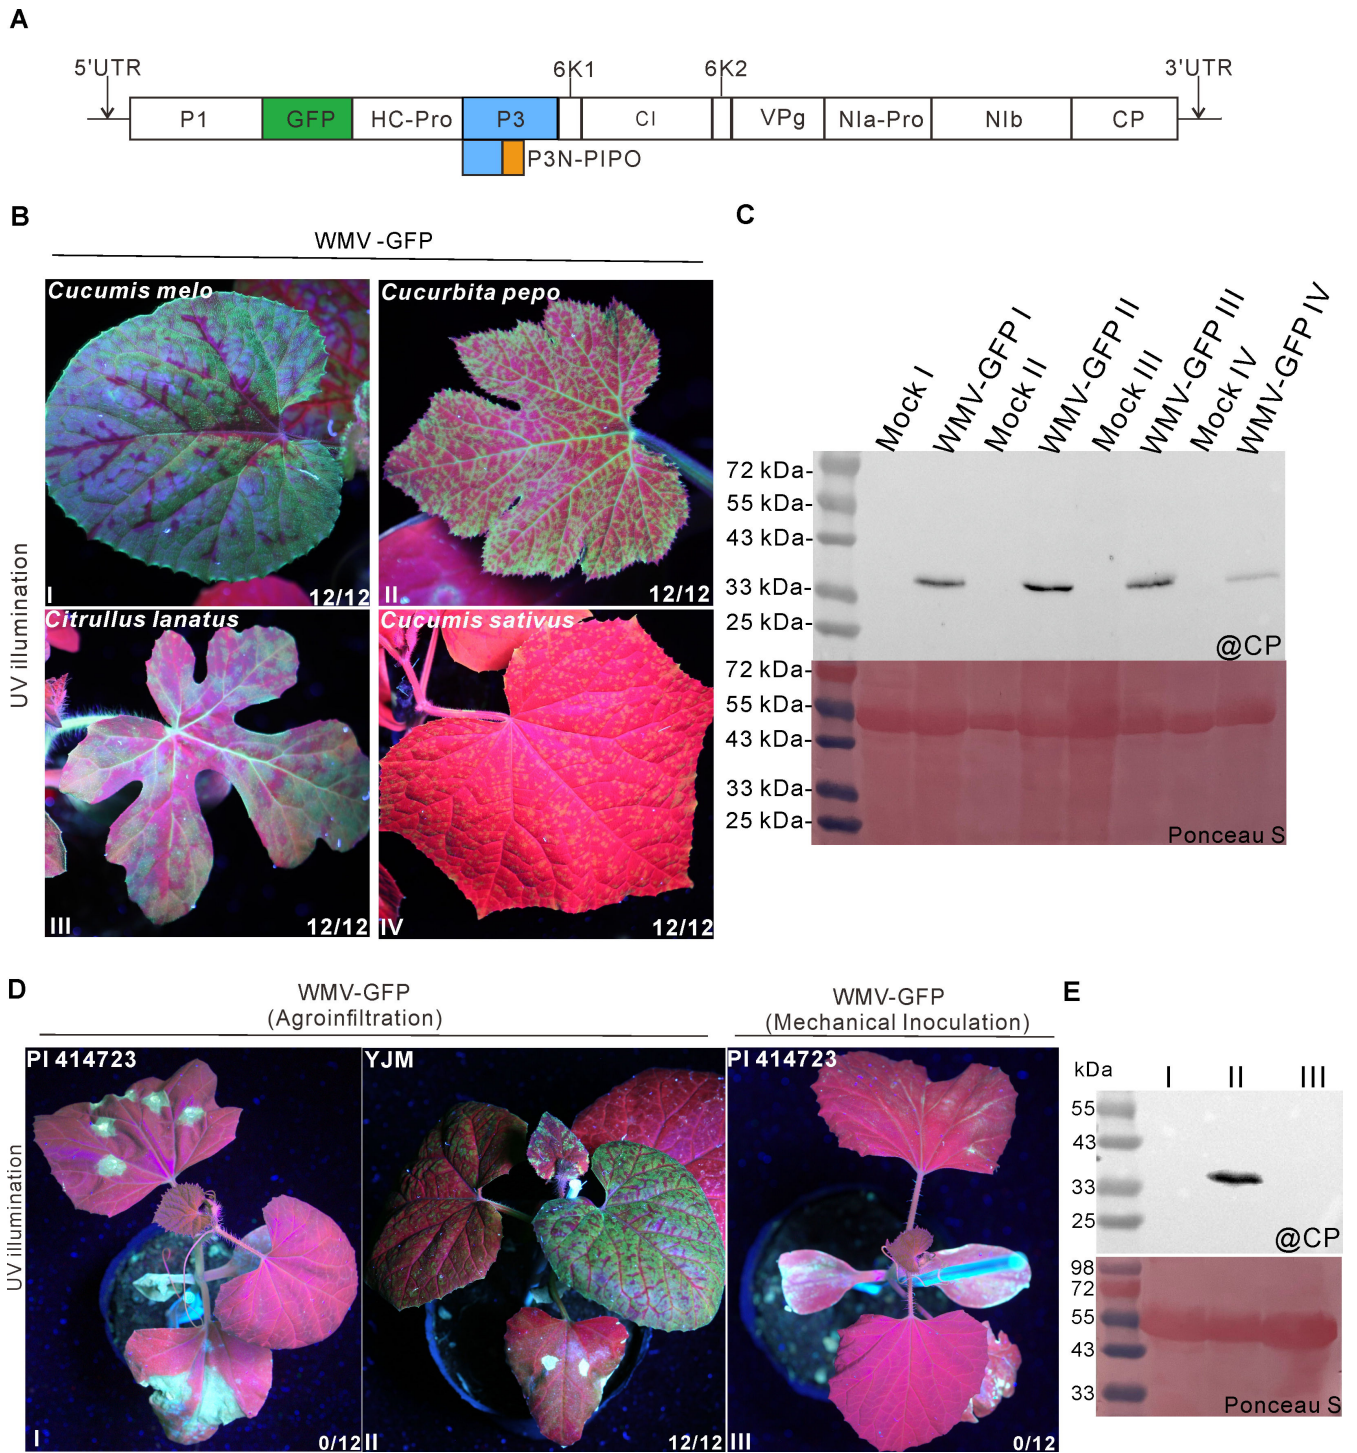 A
5'UTR
6K1
6K2
3'UTR
P1
GFP
HC-Pro
P3
CI
VPg
NIa-Pro
NIb
CP
P3N-PIPO
B
WMV -GFP
UV illumination
Cucumis melo
I
12/12
Cucurbita pepo
II
12/12
Citrullus lanatus
III
12/12
Cucumis sativus
IV
12/12
C
Mock I
WMV-GFP I
Mock II
WMV-GFP II
Mock III
WMV-GFP III
Mock IV
WMV-GFP IV
72 kDa-
55 kDa-
43 kDa-
33 kDa-
25 kDa-
@CP
72 kDa-
55 kDa-
43 kDa-
33 kDa-
25 kDa-
Ponceau S
D
WMV-GFP
(Agroinfiltration)
WMV-GFP
(Mechanical Inoculation)
UV illumination
PI 414723
I
0/12
YJM
II
12/12
PI 414723
III
0/12
E
kDa
I
II
III
55
43
33
25
@CP
98
72
55
43
33
Ponceau S